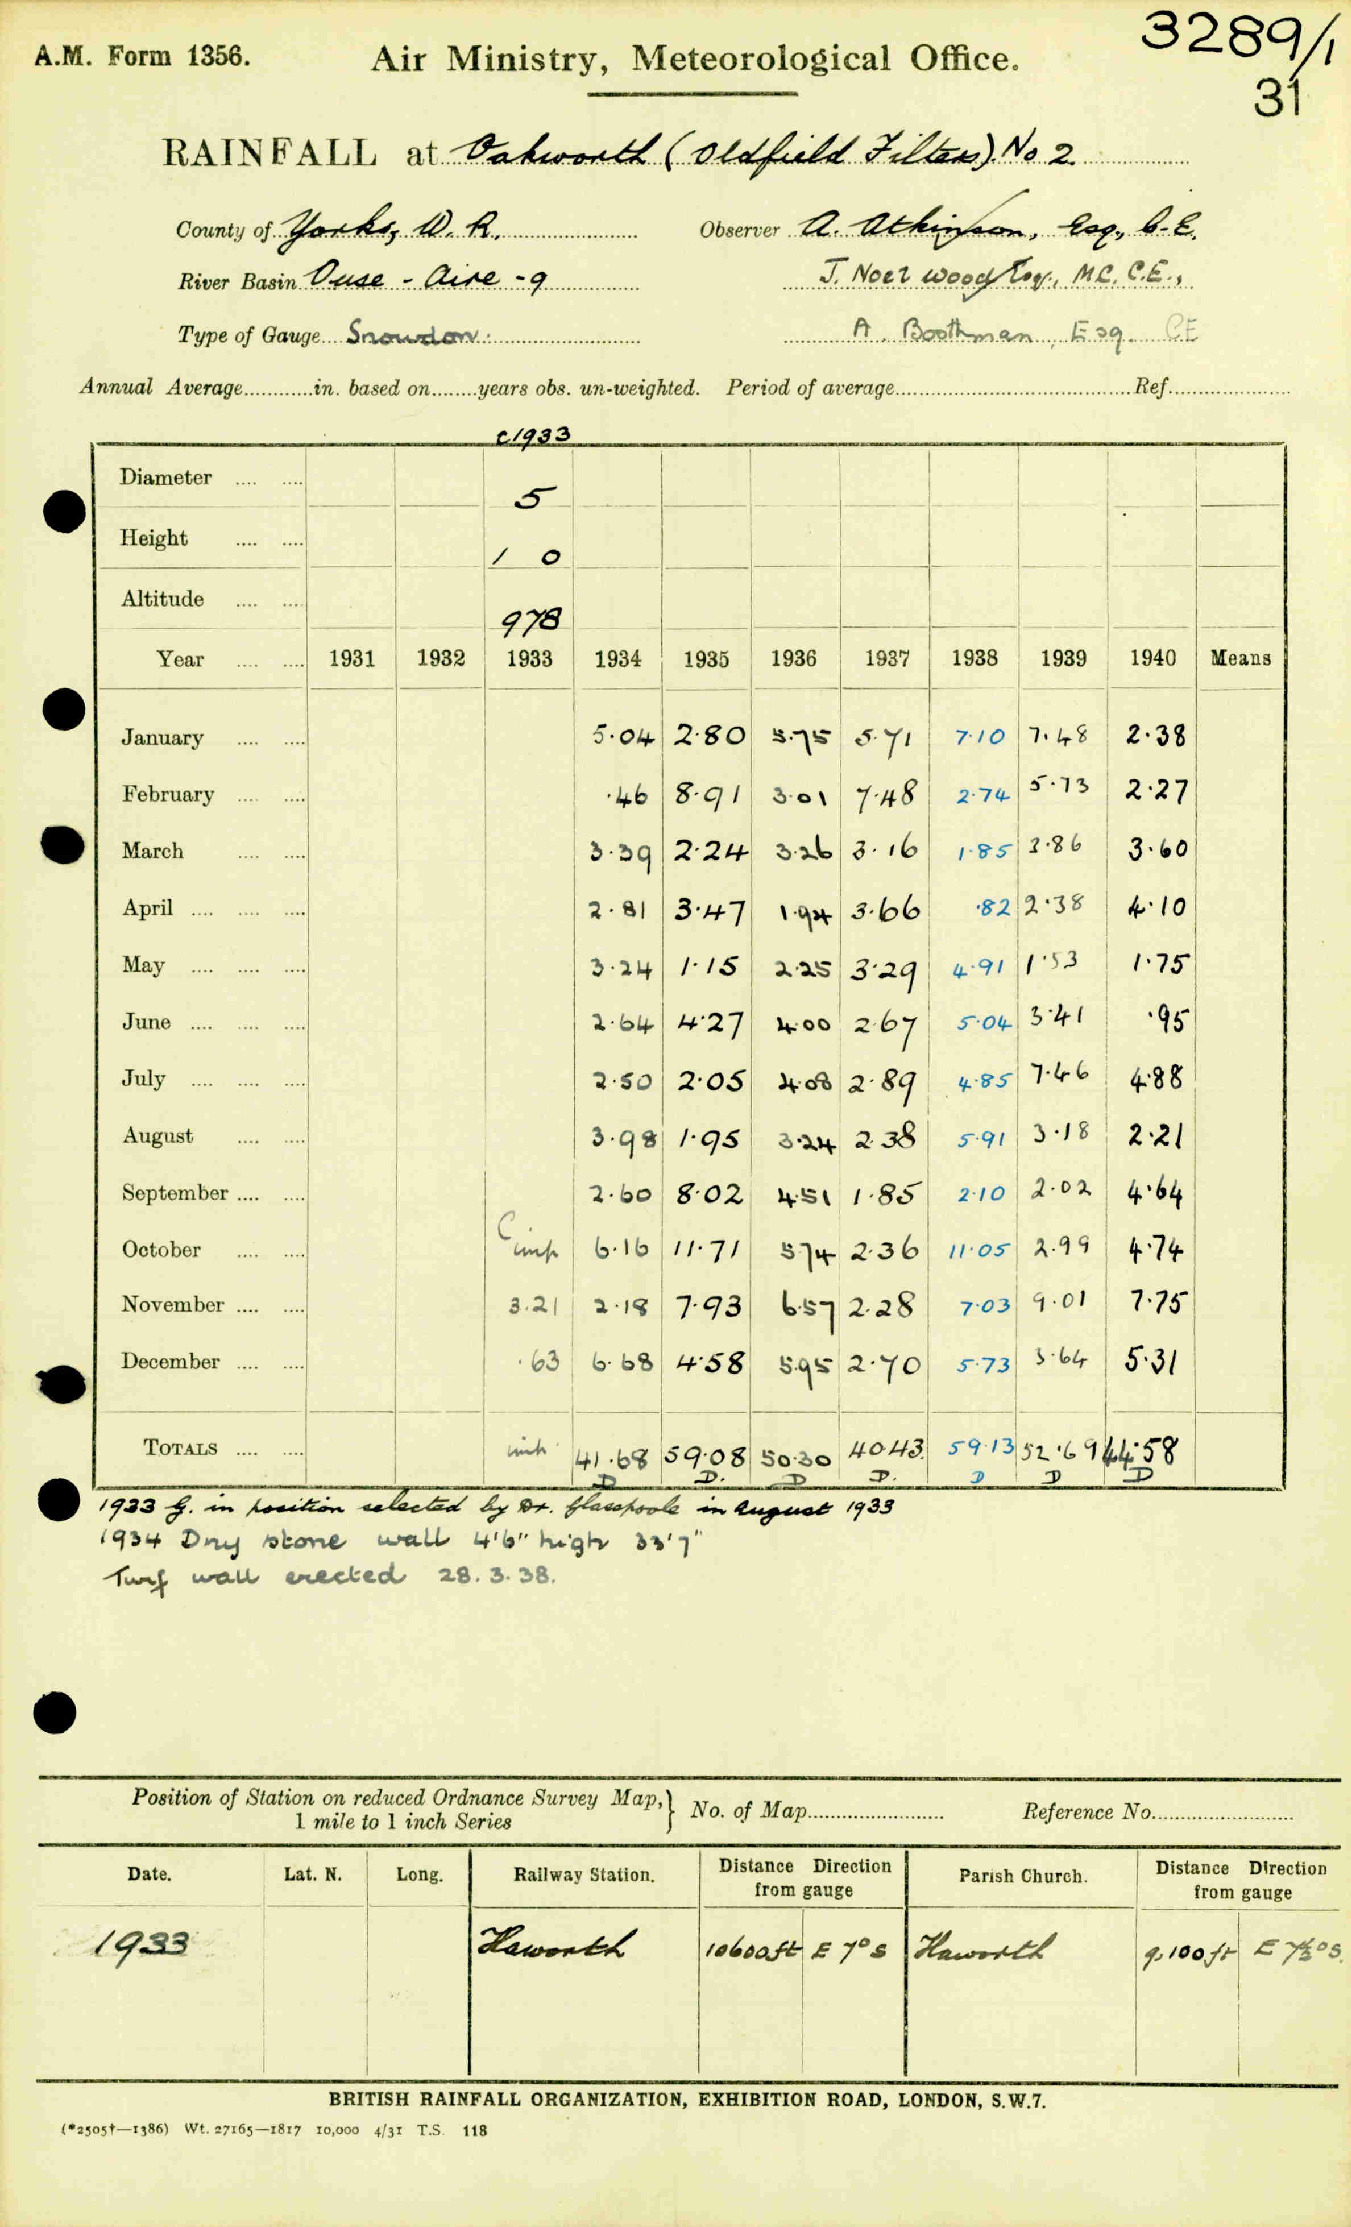 3289/1
31
A.M. Form 1356.
Air Ministry, Meteorological Office.
RAINFALL at Oakworth (Oldfield Filters) No 2
County of Yorks, W. R. Observer A. Atkinson, Esq., C.E.
River Basin Ouse - Aire - 9 J. Noel Wood Esq., M.C. C.E.,
Type of Gauge Snowdon. A. Boothman, Esq. CE
Annual Average............in. based on........years obs. un-weighted. Period of average............Ref............
c1933
Diameter .... .... 5
Height .... .... 1 0
Altitude .... .... 978
Year .... .... 1931 1932 1933 1934 1935 1936 1937 1938 1939 1940 Means
January .... .... 5·04 2·80 5·75 5·71 7·10 7·48 2·38
February .... .... ·46 8·91 3·01 7·48 2·74 5·73 2·27
March .... .... 3·39 2·24 3·26 3·16 1·85 3·86 3·60
April .... .... .... 2·81 3·47 1·94 3·66 ·82 2·38 4·10
May .... .... .... 3·24 1·15 2·25 3·29 4·91 1·53 1·75
June .... .... .... 2·64 4·27 4·00 2·67 5·04 3·41 ·95
July .... .... .... 2·50 2·05 4·08 2·89 4·85 7·46 4·88
August .... .... 3·98 1·95 3·24 2·38 5·91 3·18 2·21
September .... .... 2·60 8·02 4·51 1·85 2·10 2·02 4·64
October .... .... C inp 6·16 11·71 5·74 2·36 11·05 2·99 4·74
November .... .... 3·21 2·18 7·93 6·57 2·28 7·03 9·01 7·75
December .... .... ·63 6·68 4·58 5·95 2·70 5·73 3·64 5·31
TOTALS .... .... inp 41·68 59·08 50·30 40·43 59·13 52·69 44·58
D D. D D. D D D
1933 G. in position selected by Dr. Glasspoole in August 1933
1934 Dry stone wall 4'6" high 33'7"
Turf wall erected 28. 3. 38.
Position of Station on reduced Ordnance Survey Map,} No. of Map............ Reference No............
1 mile to 1 inch Series
Date. Lat. N. Long. Railway Station. Distance Direction from gauge Parish Church. Distance Direction from gauge
1933 Haworth 10600ft E 7° S Haworth 9,100ft E 7½° S.
BRITISH RAINFALL ORGANIZATION, EXHIBITION ROAD, LONDON, S.W.7.
(*2505†—1386) Wt. 27165—1817 10,000 4/31 T.S. 118